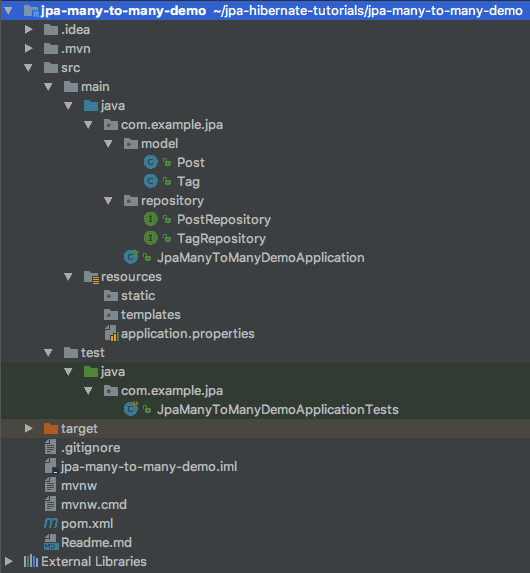 jpa-many-to-many-demo ~/jpa-hibernate-tutorials/jpa-many-to-many-demo
.idea
.mvn
src
main
java
com.example.jpa
model
Post
Tag
repository
PostRepository
TagRepository
JpaManyToManyDemoApplication
resources
static
templates
application.properties
test
java
com.example.jpa
JpaManyToManyDemoApplicationTests
target
.gitignore
jpa-many-to-many-demo.iml
mvnw
mvnw.cmd
pom.xml
Readme.md
External Libraries